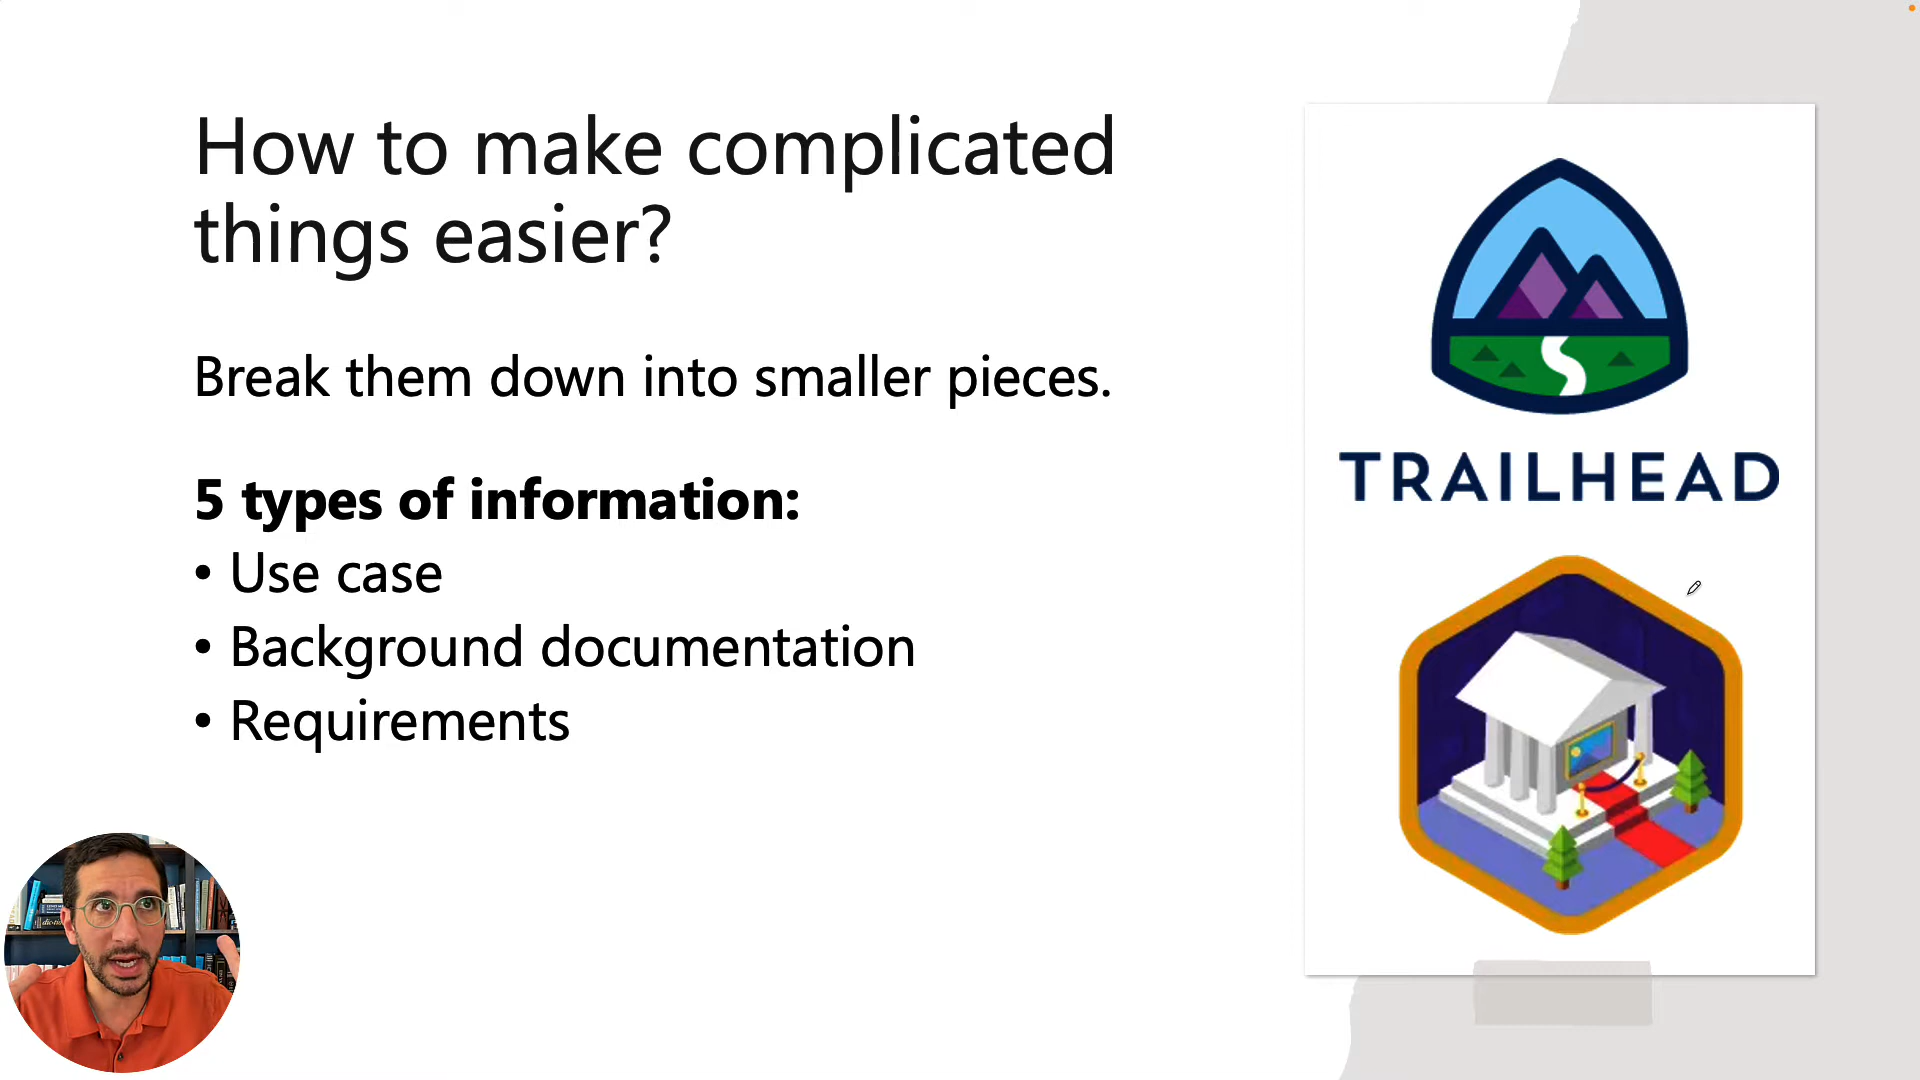 How to make complicated
things easier?
Break them down into smaller pieces.
5 types of information:
• Use case
• Background documentation
• Requirements
TRAILHEAD